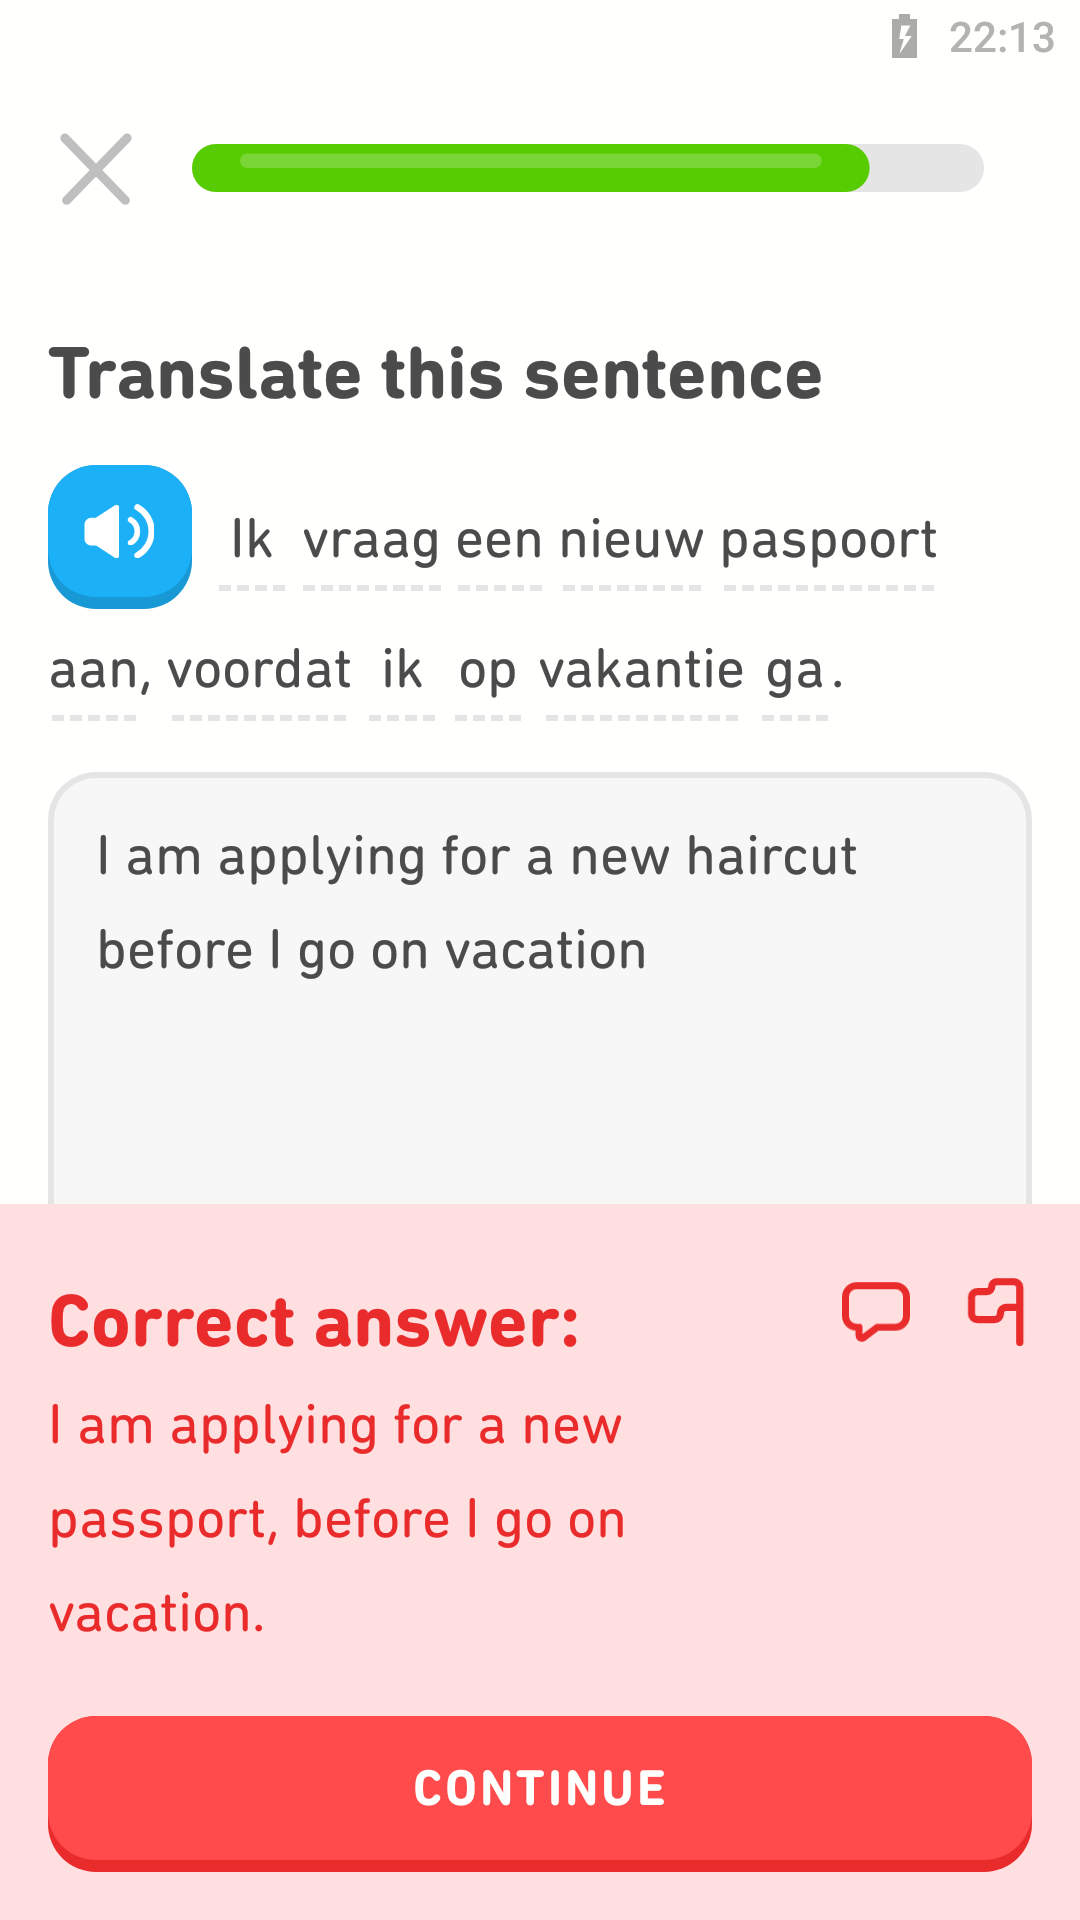 22:13
Translate this sentence
Ik vraag een nieuw paspoort
aan, voordat ik op vakantie ga.
I am applying for a new haircut
before I go on vacation
Correct answer:
I am applying for a new
passport, before I go on
vacation.
CONTINUE